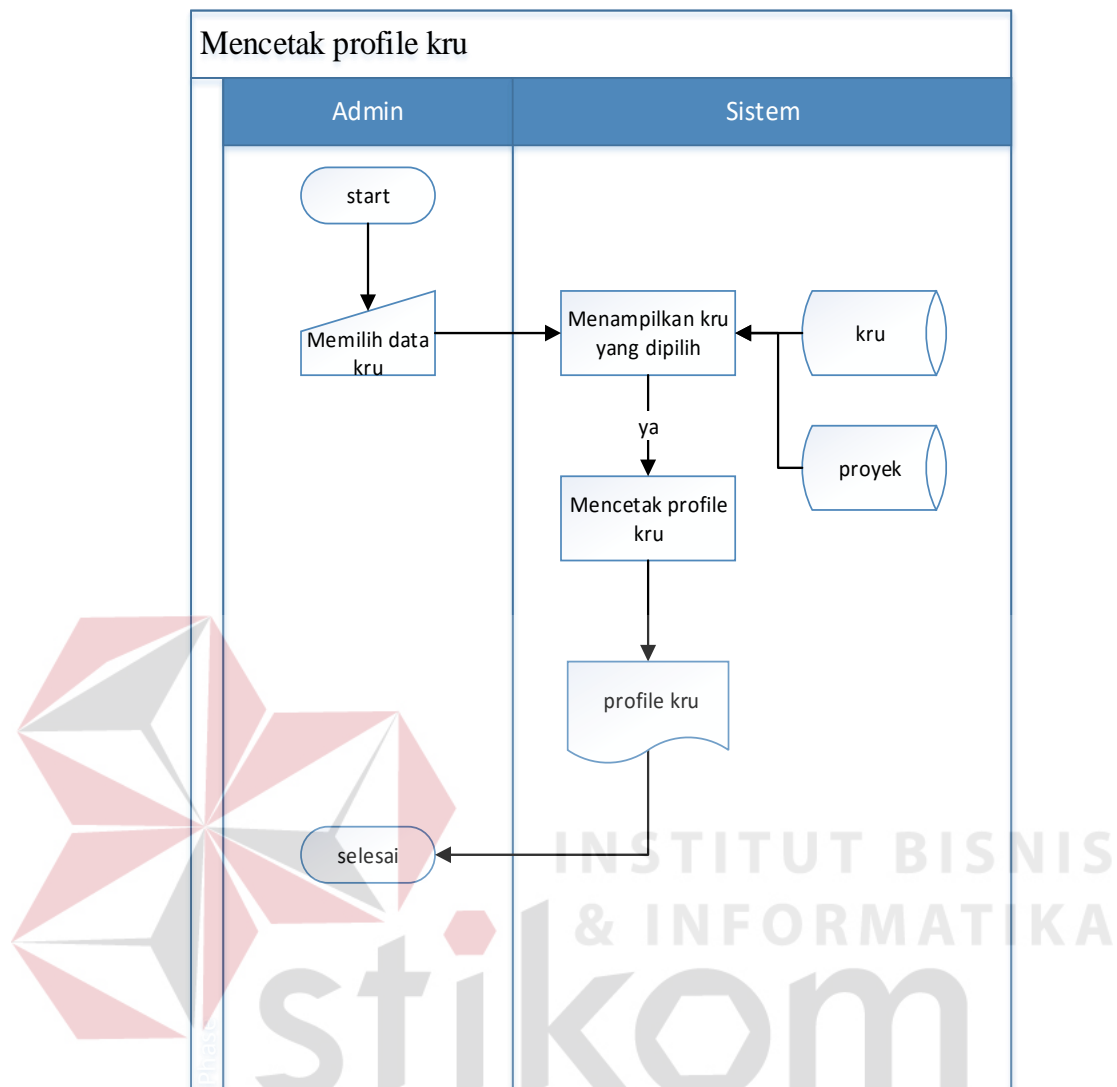 Mencetak profile kru
Admin
Sistem
start
Memilih data
kru
Menampilkan kru
yang dipilih
kru
proyek
ya
Mencetak profile
kru
profile kru
selesai
INSTITUT BISNIS
& INFORMATIKA
stikom
Phase